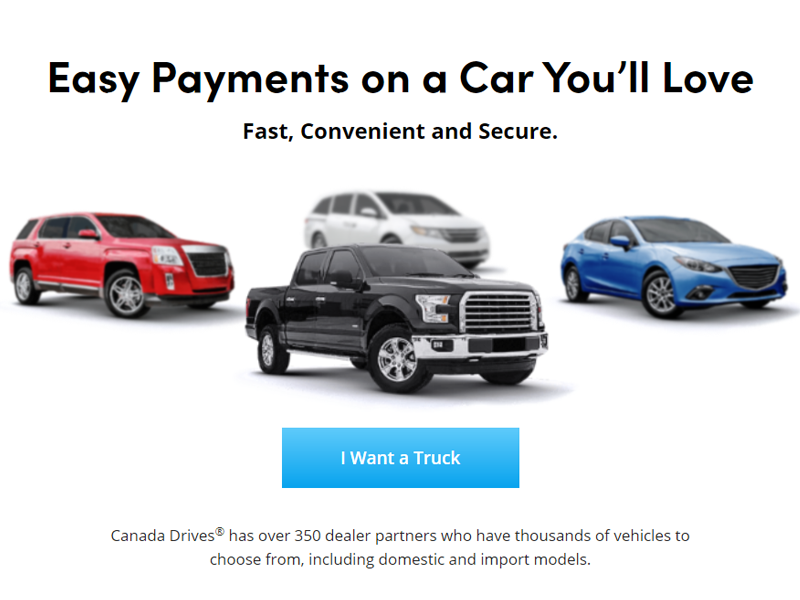 Easy Payments on a Car You’ll Love
Fast, Convenient and Secure.
I Want a Truck
Canada Drives® has over 350 dealer partners who have thousands of vehicles to
choose from, including domestic and import models.